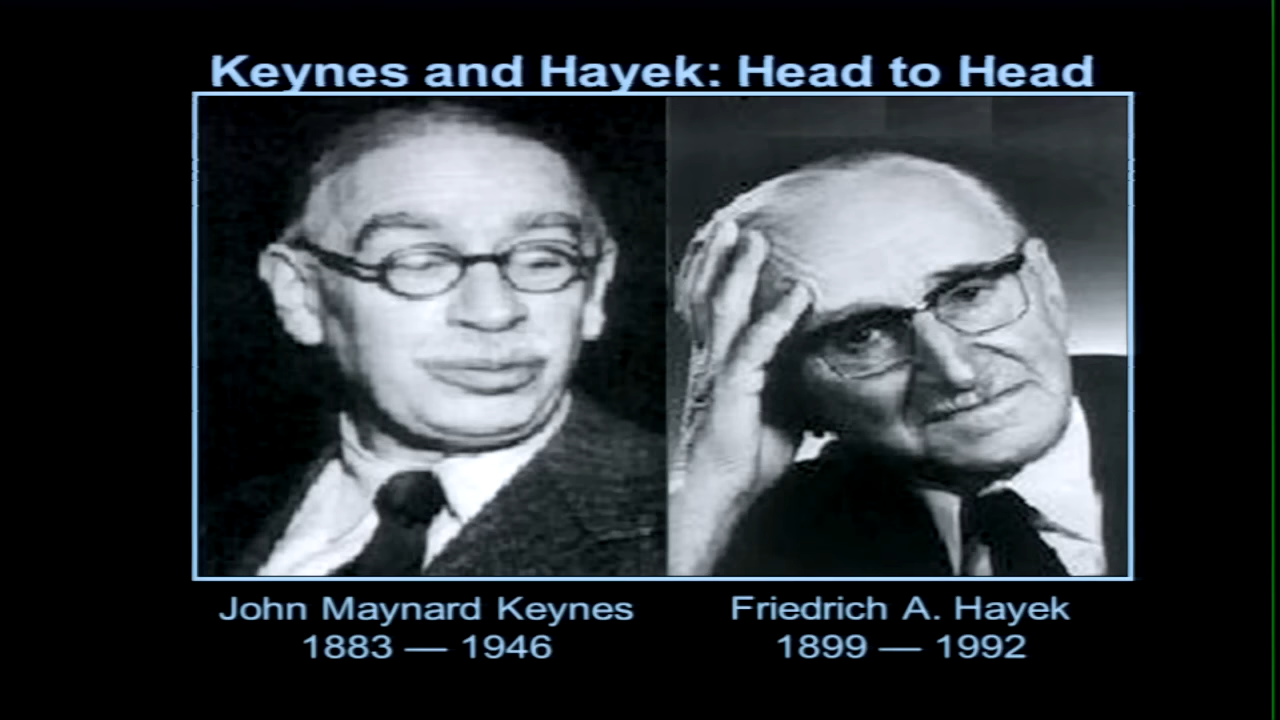 Keynes and Hayek: Head to Head
John Maynard Keynes
1883 — 1946
Friedrich A. Hayek
1899 — 1992